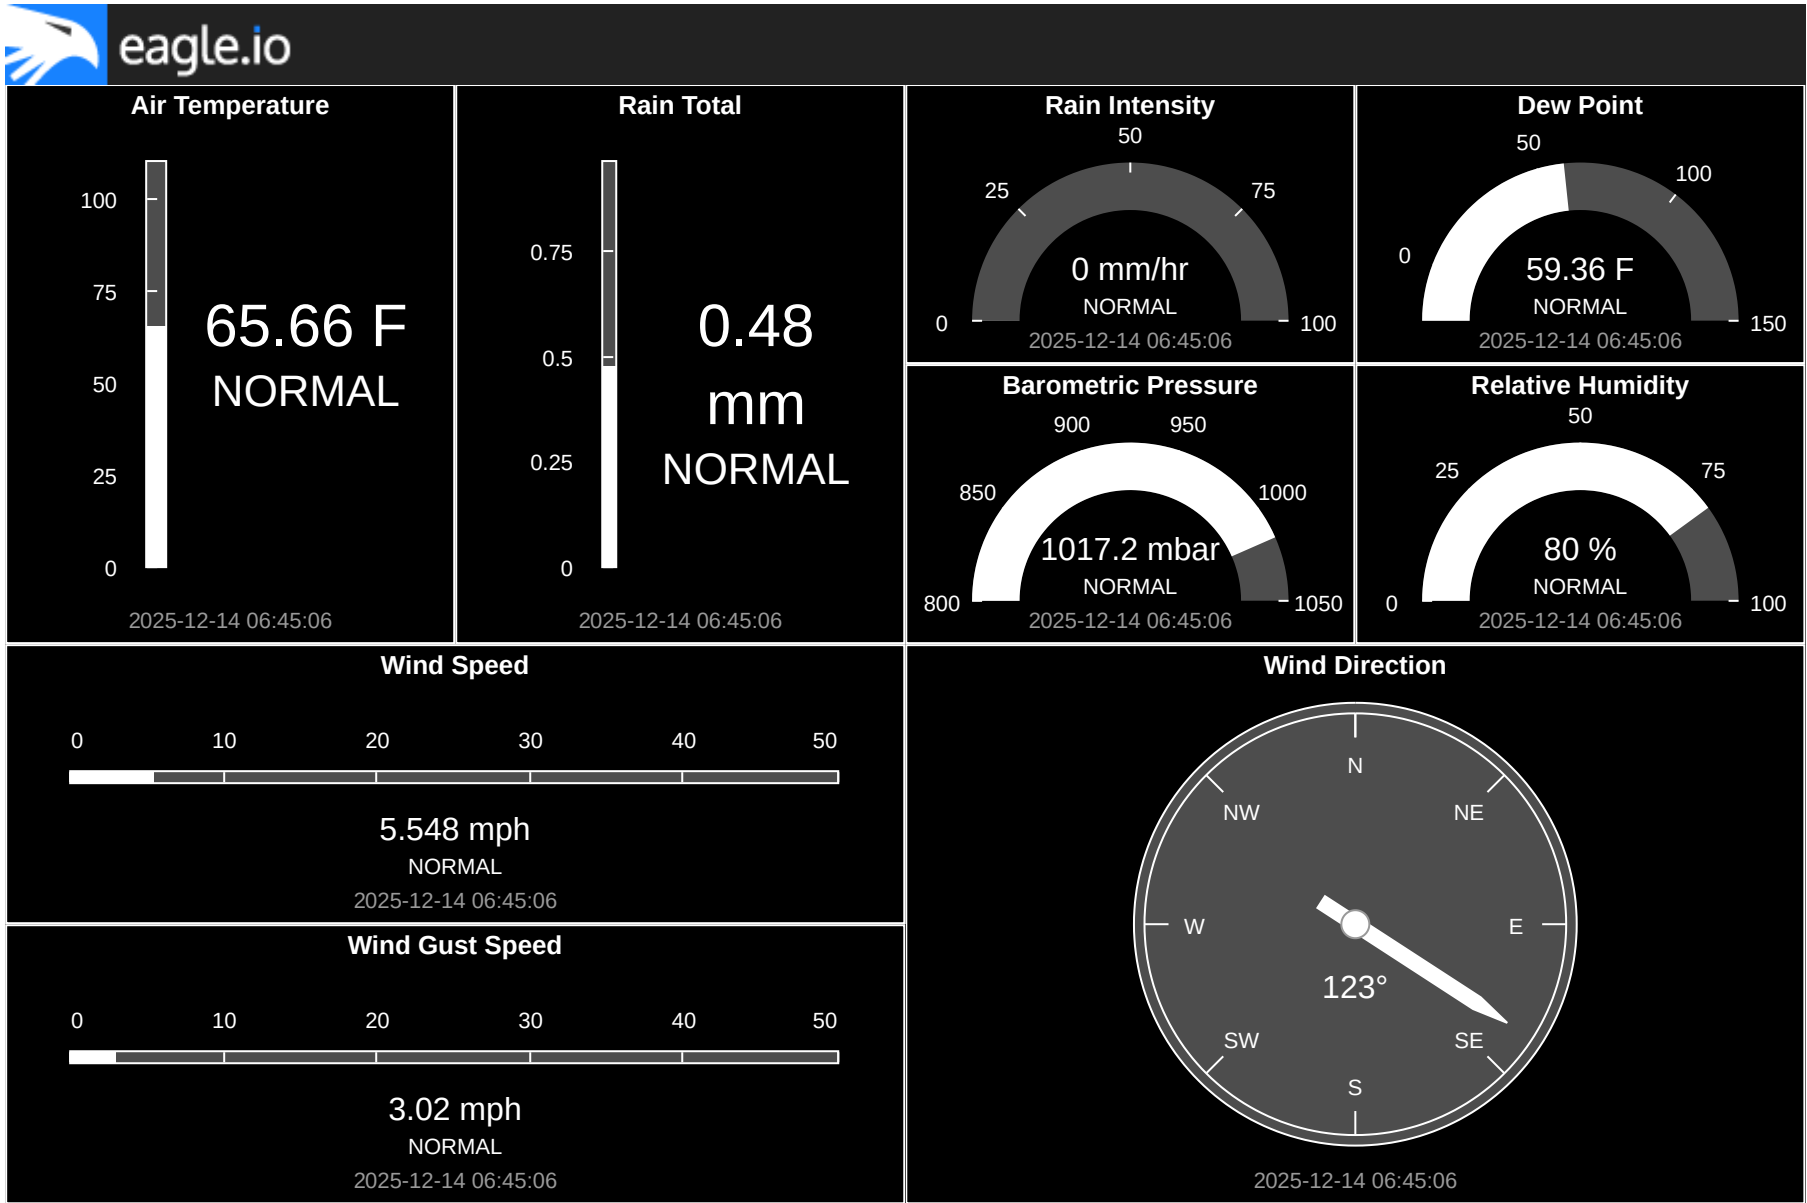 eagle.io
Air Temperature
100
75
50
25
0
65.66 F
NORMAL
2025-12-14 06:45:06
Rain Total
0.75
0.5
0.25
0
0.48
mm
NORMAL
2025-12-14 06:45:06
Rain Intensity
50
25
75
0
100
0 mm/hr
NORMAL
2025-12-14 06:45:06
Dew Point
50
100
0
150
59.36 F
NORMAL
2025-12-14 06:45:06
Barometric Pressure
900
950
850
1000
800
1050
1017.2 mbar
NORMAL
2025-12-14 06:45:06
Relative Humidity
50
25
75
0
100
80 %
NORMAL
2025-12-14 06:45:06
Wind Speed
0 10 20 30 40 50
5.548 mph
NORMAL
2025-12-14 06:45:06
Wind Gust Speed
0 10 20 30 40 50
3.02 mph
NORMAL
2025-12-14 06:45:06
Wind Direction
N
NW
NE
W
E
123°
SW
SE
S
2025-12-14 06:45:06